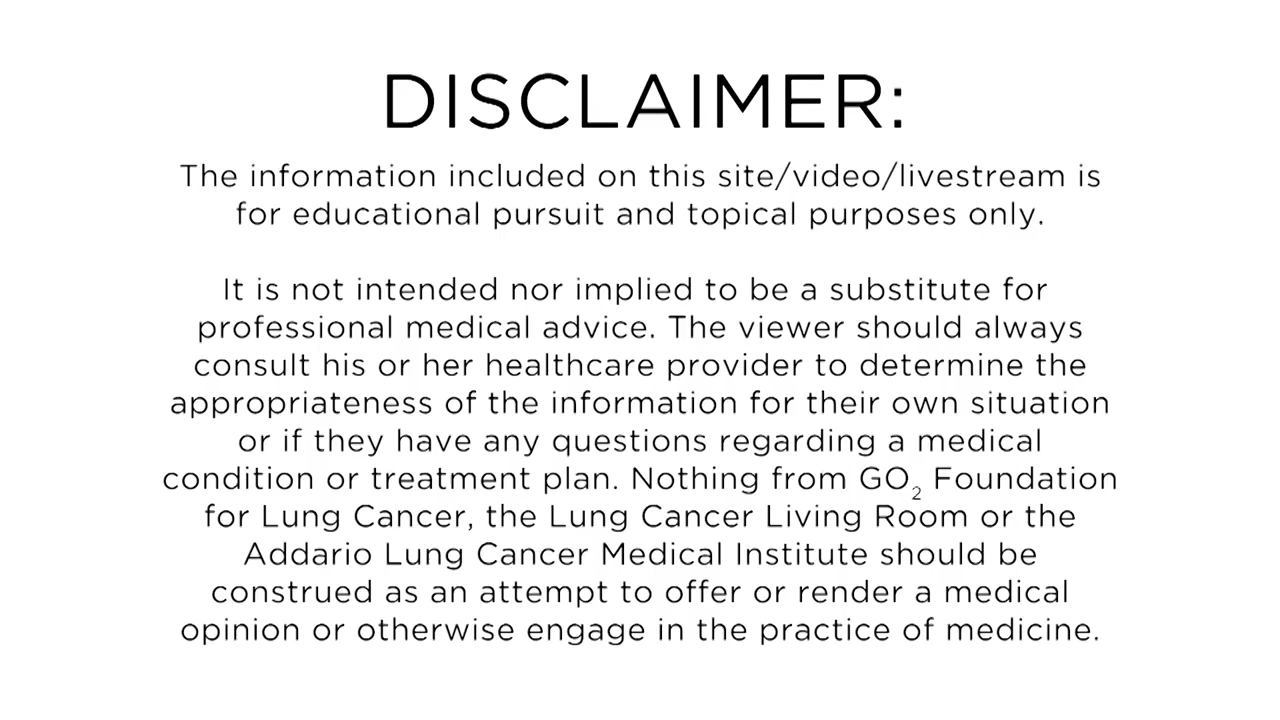 DISCLAIMER:
The information included on this site/video/livestream is
for educational pursuit and topical purposes only.
It is not intended nor implied to be a substitute for
professional medical advice. The viewer should always
consult his or her healthcare provider to determine the
appropriateness of the information for their own situation
or if they have any questions regarding a medical
condition or treatment plan. Nothing from GO₂ Foundation
for Lung Cancer, the Lung Cancer Living Room or the
Addario Lung Cancer Medical Institute should be
construed as an attempt to offer or render a medical
opinion or otherwise engage in the practice of medicine.